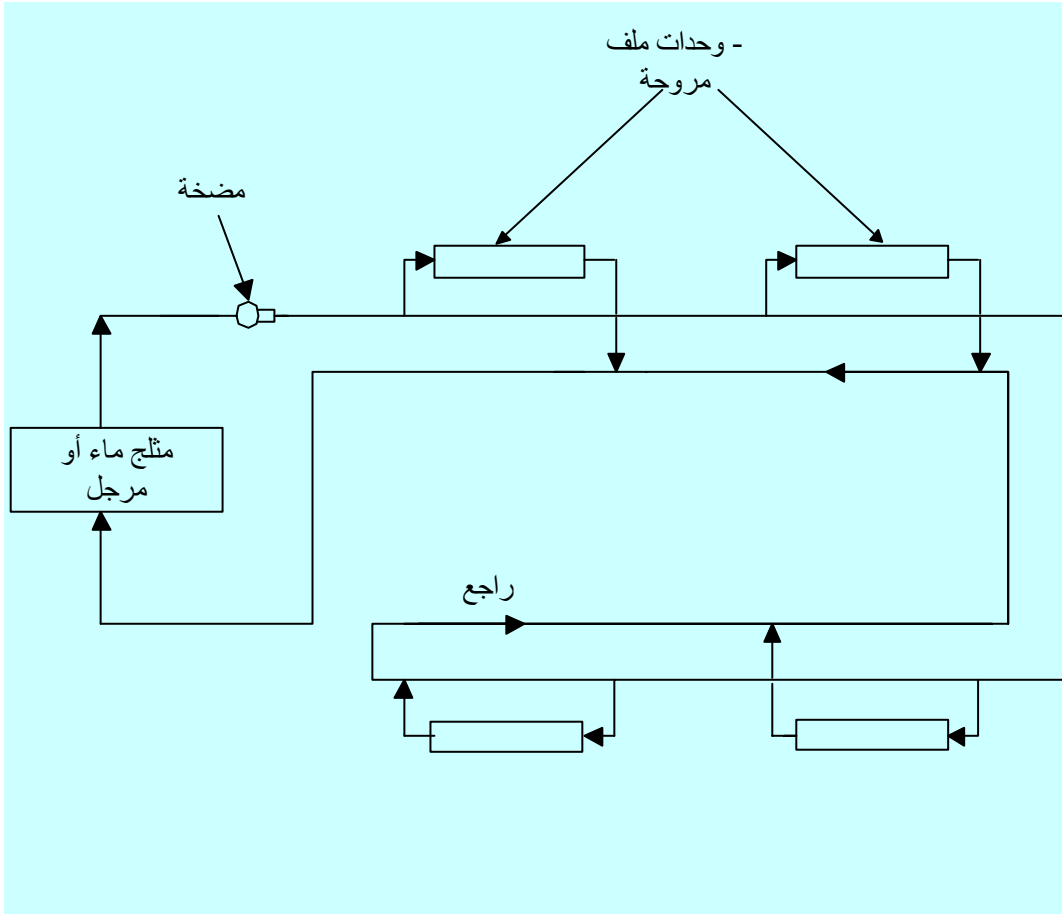 - وحدات ملف
مروحة
مضخة
مثلج ماء أو
مرجل
راجع